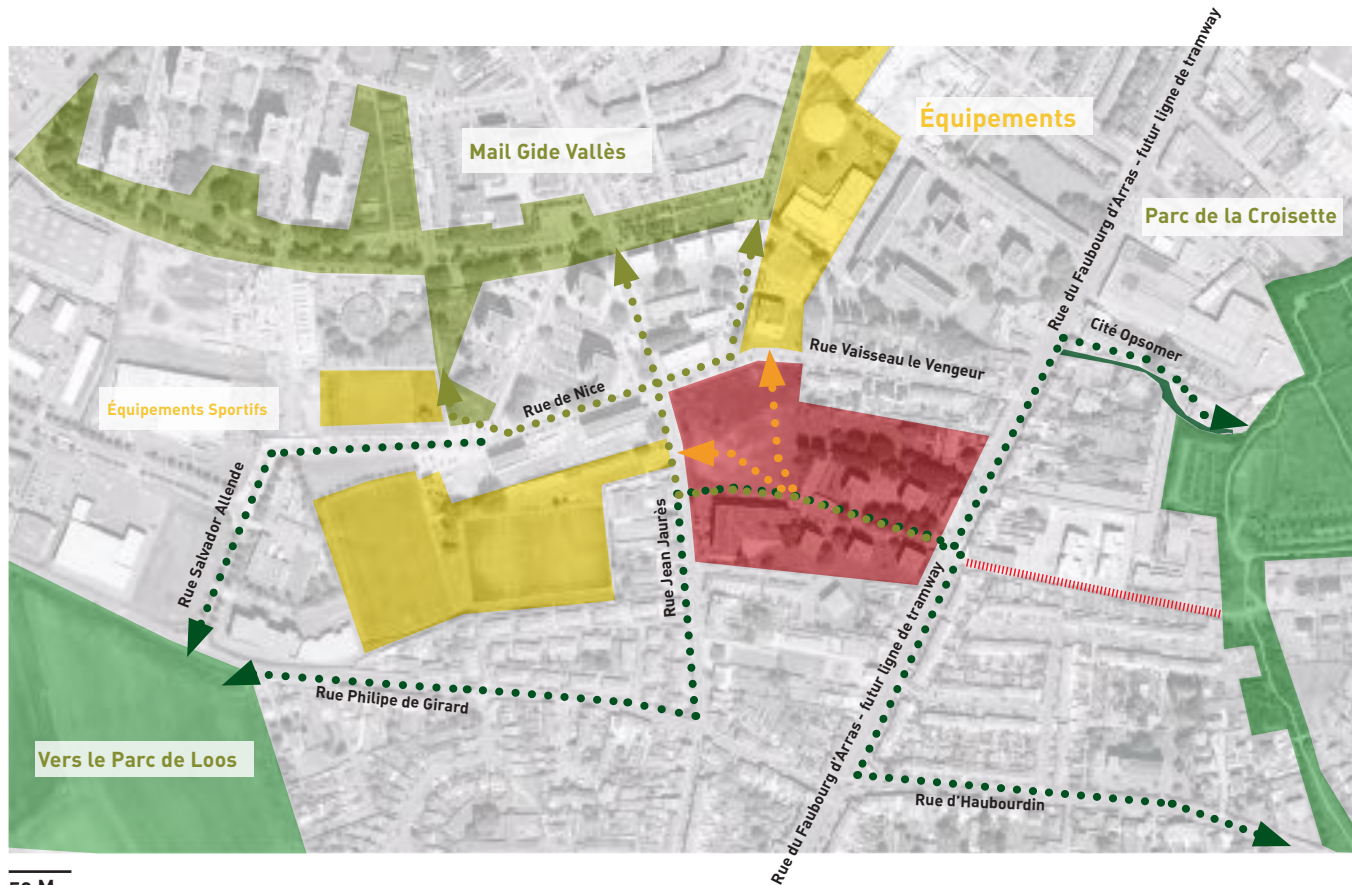 Rue du Faubourg d'Arras - futur ligne de tramway
Équipements
Mail Gide Vallès
Parc de la Croisette
Cité Opsomer
Rue Vaisseau le Vengeur
Rue de Nice
Équipements Sportifs
Rue Salvador Allende
Rue Jean Jaurès
Rue Philipe de Girard
Vers le Parc de Loos
Rue du Faubourg d'Arras - futur ligne de tramway
Rue d'Haubourdin